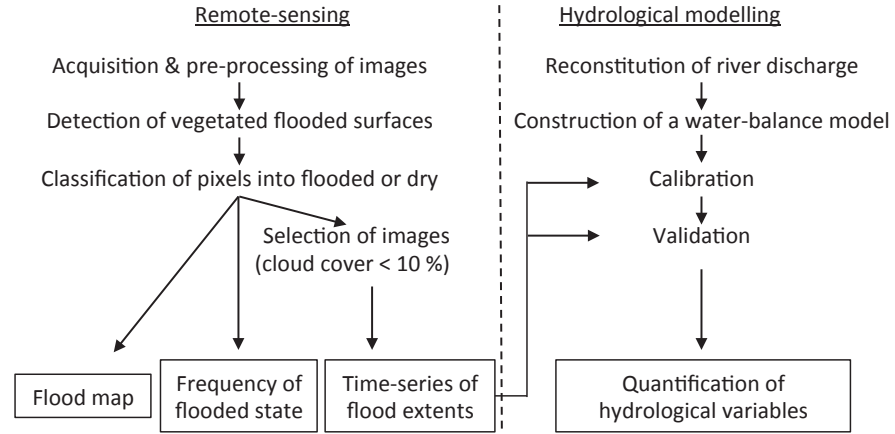 Remote-sensing
Acquisition & pre-processing of images
Detection of vegetated flooded surfaces
Classification of pixels into flooded or dry
Selection of images
(cloud cover < 10 %)
Flood map
Frequency of
flooded state
Time-series of
flood extents
Hydrological modelling
Reconstitution of river discharge
Construction of a water-balance model
Calibration
Validation
Quantification of
hydrological variables